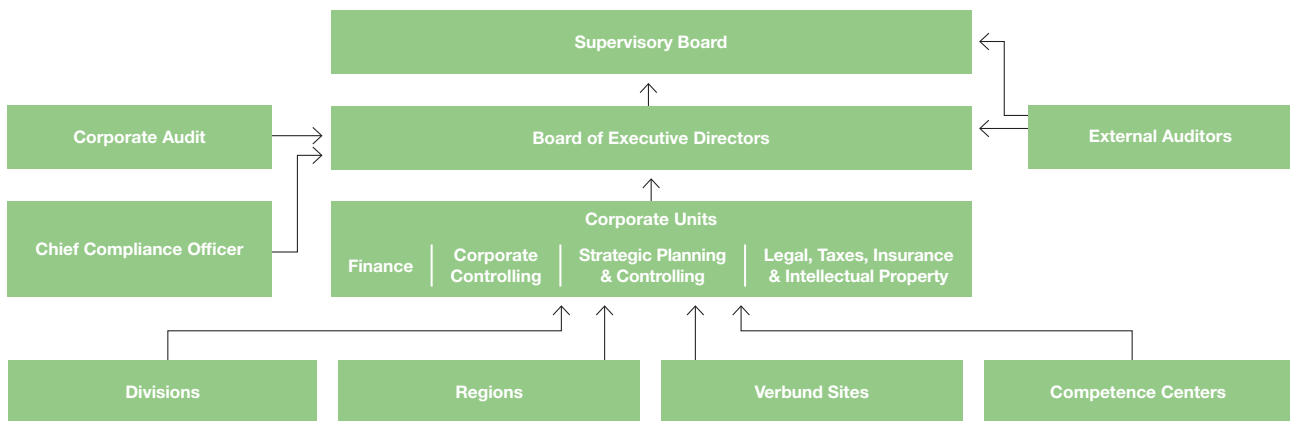 Supervisory Board
Corporate Audit
Board of Executive Directors
External Auditors
Chief Compliance Officer
Corporate Units
Finance
Corporate
Controlling
Strategic Planning
& Controlling
Legal, Taxes, Insurance
& Intellectual Property
Divisions
Regions
Verbund Sites
Competence Centers